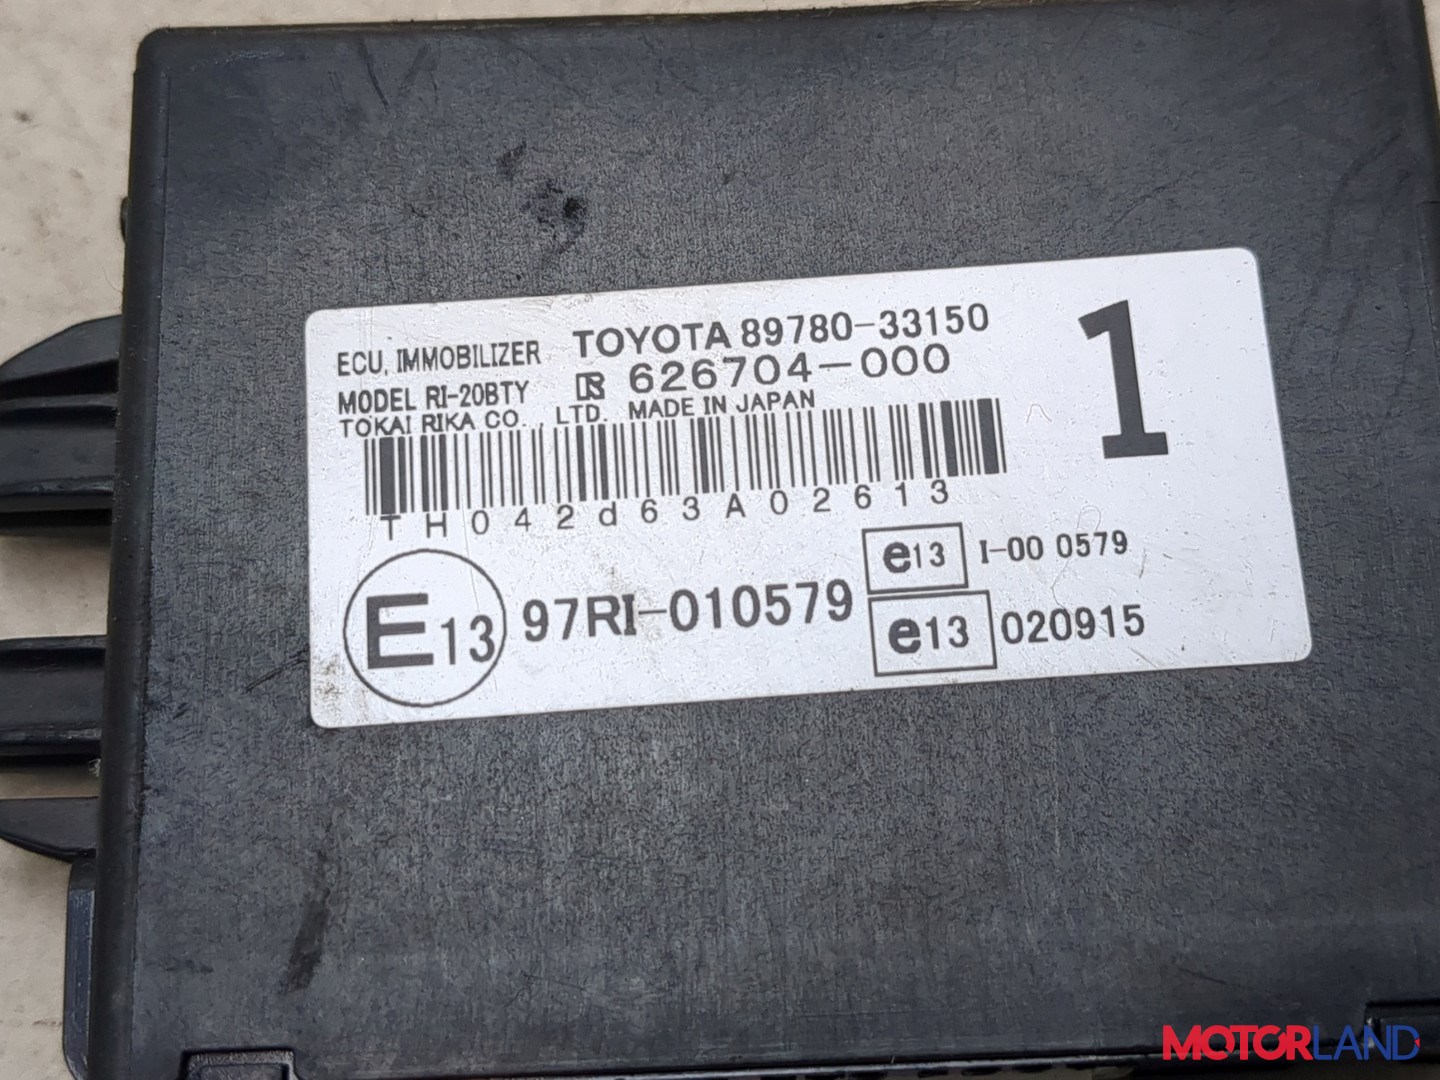 ECU, IMMOBILIZER TOYOTA 89780-33150
MODEL RI-20BTY 626704-000
TOKAI RIKA CO., LTD. MADE IN JAPAN
1
TH042d63A02613
E13 97RI-010579
e13 I-00 0579
e13 020915
MOTORLAND